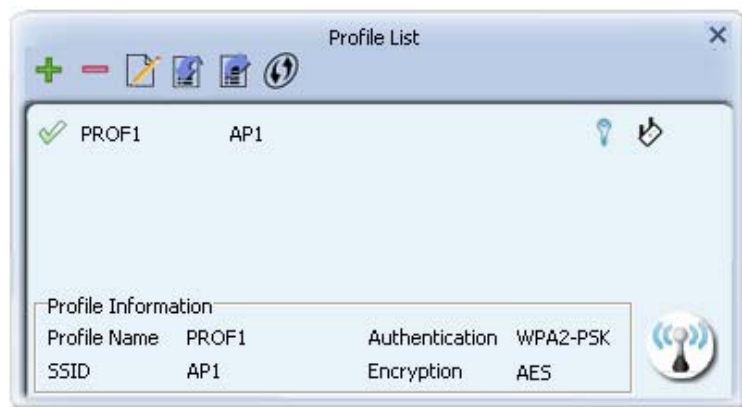 Profile List
PROF1 AP1
Profile Information
Profile Name PROF1 Authentication WPA2-PSK
SSID AP1 Encryption AES